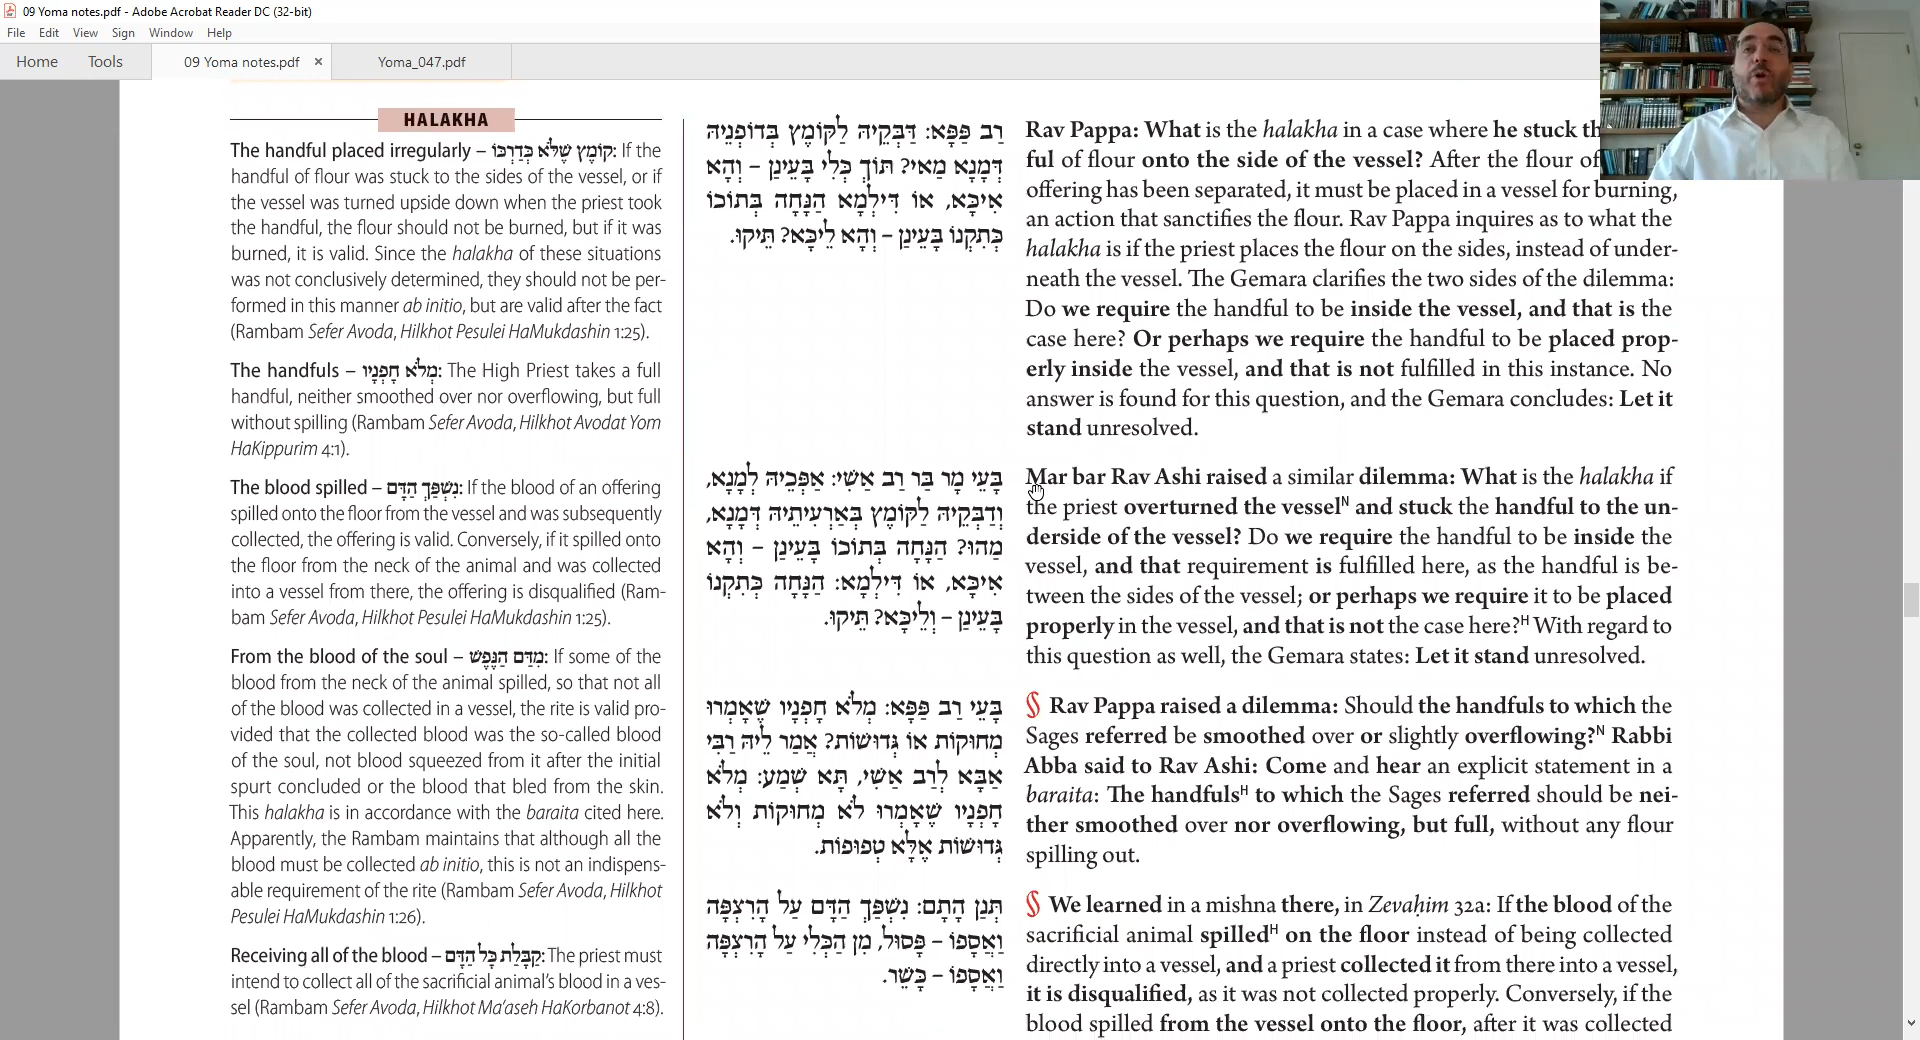 09 Yoma notes.pdf - Adobe Acrobat Reader DC (32-bit)
File Edit View Sign Window Help
Home Tools 09 Yoma notes.pdf × Yoma_047.pdf
HALAKHA
The handful placed irregularly – קוֹמֶץ שֶׁלֹּא כְּדַרְכּוֹ: If the
handful of flour was stuck to the sides of the vessel, or if
the vessel was turned upside down when the priest took
the handful, the flour should not be burned, but if it was
burned, it is valid. Since the halakha of these situations
was not conclusively determined, they should not be per-
formed in this manner ab initio, but are valid after the fact
(Rambam Sefer Avoda, Hilkhot Pesulei HaMukdashin 1:25).
The handfuls – מְלֹא חׇפְנָיו: The High Priest takes a full
handful, neither smoothed over nor overflowing, but full
without spilling (Rambam Sefer Avoda, Hilkhot Avodat Yom
HaKippurim 4:1).
The blood spilled – נִשְׁפַּךְ הַדָּם: If the blood of an offering
spilled onto the floor from the vessel and was subsequently
collected, the offering is valid. Conversely, if it spilled onto
the floor from the neck of the animal and was collected
into a vessel from there, the offering is disqualified (Ram-
bam Sefer Avoda, Hilkhot Pesulei HaMukdashin 1:25).
From the blood of the soul – מִדַּם הַנֶּפֶשׁ: If some of the
blood from the neck of the animal spilled, so that not all
of the blood was collected in a vessel, the rite is valid pro-
vided that the collected blood was the so-called blood
of the soul, not blood squeezed from it after the initial
spurt concluded or the blood that bled from the skin.
This halakha is in accordance with the baraita cited here.
Apparently, the Rambam maintains that although all the
blood must be collected ab initio, this is not an indispens-
able requirement of the rite (Rambam Sefer Avoda, Hilkhot
Pesulei HaMukdashin 1:26).
Receiving all of the blood – קַבָּלַת כׇּל הַדָּם: The priest must
intend to collect all of the sacrificial animal's blood in a ves-
sel (Rambam Sefer Avoda, Hilkhot Ma'aseh HaKorbanot 4:8).
רַב פַּפָּא: דַּבְּקֵיהּ לַקּוֹמֶץ בְּדוֹפְנֵיהּ
דְּמָנָא מַאי? תּוֹךְ כְּלִי בָּעֵינַן – וְהָא
אִיכָּא, אוֹ דִּילְמָא הַנָּחָה בְּתוֹכוֹ
כְּתִקְנוֹ בָּעֵינַן – וְהָא לֵיכָּא? תֵּיקוּ.
בָּעֵי מָר בַּר רַב אַשִׁי: אַפְּכֵיהּ לְמָנָא,
וְדַבְּקֵיהּ לַקּוֹמֶץ בְּאַרְעִיתֵיהּ דְּמָנָא,
מַהוּ? הַנָּחָה בְּתוֹכוֹ בָּעֵינַן – וְהָא
אִיכָּא, אוֹ דִּילְמָא: הַנָּחָה כְּתִקְנוֹ
בָּעֵינַן – וְלֵיכָּא? תֵּיקוּ.
בָּעֵי רַב פַּפָּא: מְלֹא חׇפְנָיו שֶׁאָמְרוּ
מְחוּקוֹת אוֹ גְּדוּשׁוֹת? אֲמַר לֵיהּ רַבִּי
אַבָּא לְרַב אַשִׁי, תָּא שְׁמַע: מְלֹא
חׇפְנָיו שֶׁאָמְרוּ לֹא מְחוּקוֹת וְלֹא
גְּדוּשׁוֹת אֶלָּא טְפוּפוֹת.
תְּנַן הָתָם: נִשְׁפַּךְ הַדָּם עַל הָרִצְפָּה
וַאֲסָפוֹ – פָּסוּל, מִן הַכְּלִי עַל הָרִצְפָּה
וַאֲסָפוֹ – כָּשֵׁר.
Rav Pappa: What is the halakha in a case where he stuck
ful of flour onto the side of the vessel? After the flour of
offering has been separated, it must be placed in a vessel for burning,
an action that sanctifies the flour. Rav Pappa inquires as to what the
halakha is if the priest places the flour on the sides, instead of under-
neath the vessel. The Gemara clarifies the two sides of the dilemma:
Do we require the handful to be inside the vessel, and that is the
case here? Or perhaps we require the handful to be placed prop-
erly inside the vessel, and that is not fulfilled in this instance. No
answer is found for this question, and the Gemara concludes: Let it
stand unresolved.
Mar bar Rav Ashi raised a similar dilemma: What is the halakha if
the priest overturned the vesselᴺ and stuck the handful to the un-
derside of the vessel? Do we require the handful to be inside the
vessel, and that requirement is fulfilled here, as the handful is be-
tween the sides of the vessel; or perhaps we require it to be placed
properly in the vessel, and that is not the case here?ᴴ With regard to
this question as well, the Gemara states: Let it stand unresolved.
§ Rav Pappa raised a dilemma: Should the handfuls to which the
Sages referred be smoothed over or slightly overflowing?ᴺ Rabbi
Abba said to Rav Ashi: Come and hear an explicit statement in a
baraita: The handfulsᴴ to which the Sages referred should be nei-
ther smoothed over nor overflowing, but full, without any flour
spilling out.
§ We learned in a mishna there, in Zevaḥim 32a: If the blood of the
sacrificial animal spilledᴴ on the floor instead of being collected
directly into a vessel, and a priest collected it from there into a vessel,
it is disqualified, as it was not collected properly. Conversely, if the
blood spilled from the vessel onto the floor, after it was collected